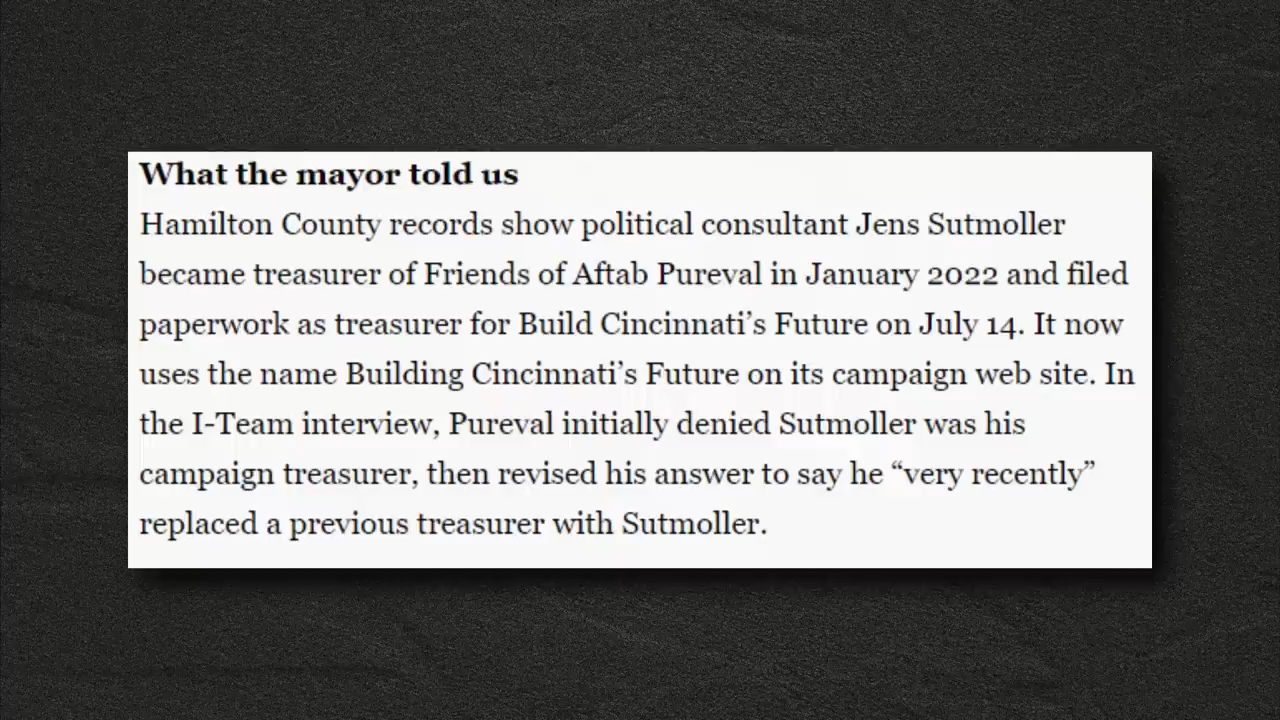 What the mayor told us
Hamilton County records show political consultant Jens Sutmoller
became treasurer of Friends of Aftab Pureval in January 2022 and filed
paperwork as treasurer for Build Cincinnati’s Future on July 14. It now
uses the name Building Cincinnati’s Future on its campaign web site. In
the I-Team interview, Pureval initially denied Sutmoller was his
campaign treasurer, then revised his answer to say he “very recently”
replaced a previous treasurer with Sutmoller.